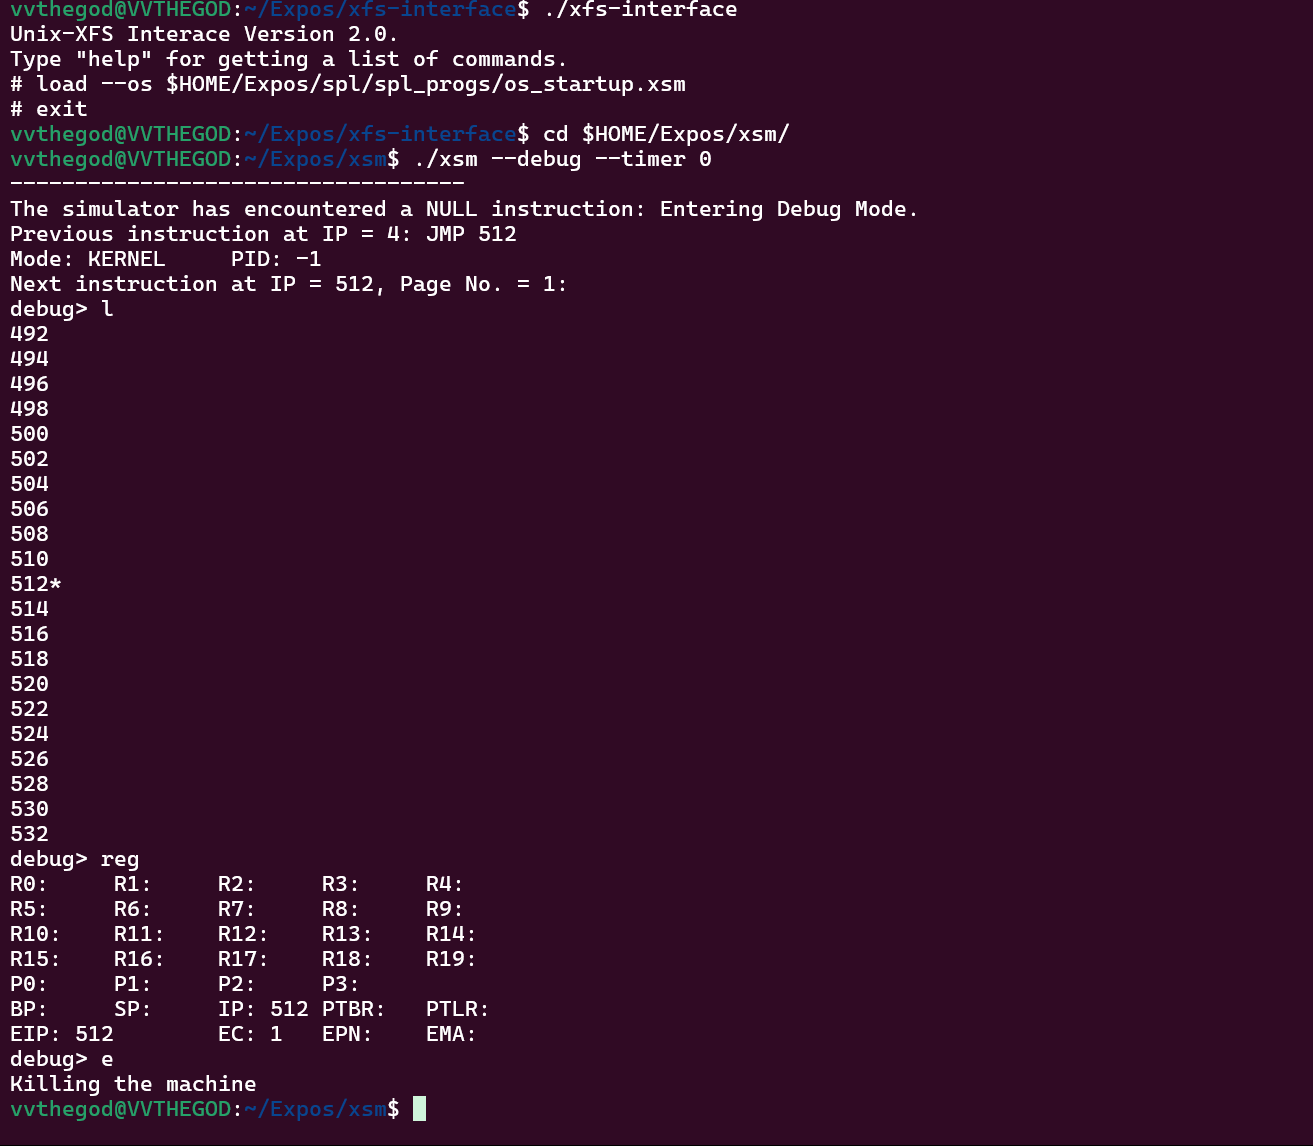 vvthegod@VVTHEGOD:~/Expos/xfs-interface$ ./xfs-interface
Unix-XFS Interace Version 2.0.
Type "help" for getting a list of commands.
# load --os $HOME/Expos/spl/spl_progs/os_startup.xsm
# exit
vvthegod@VVTHEGOD:~/Expos/xfs-interface$ cd $HOME/Expos/xsm/
vvthegod@VVTHEGOD:~/Expos/xsm$ ./xsm --debug --timer 0
-----------------------------------
The simulator has encountered a NULL instruction: Entering Debug Mode.
Previous instruction at IP = 4: JMP 512
Mode: KERNEL     PID: -1
Next instruction at IP = 512, Page No. = 1:
debug> l
492
494
496
498
500
502
504
506
508
510
512*
514
516
518
520
522
524
526
528
530
532
debug> reg
R0:     R1:     R2:     R3:     R4:
R5:     R6:     R7:     R8:     R9:
R10:    R11:    R12:    R13:    R14:
R15:    R16:    R17:    R18:    R19:
P0:     P1:     P2:     P3:
BP:     SP:     IP: 512 PTBR:   PTLR:
EIP: 512        EC: 1   EPN:    EMA:
debug> e
Killing the machine
vvthegod@VVTHEGOD:~/Expos/xsm$